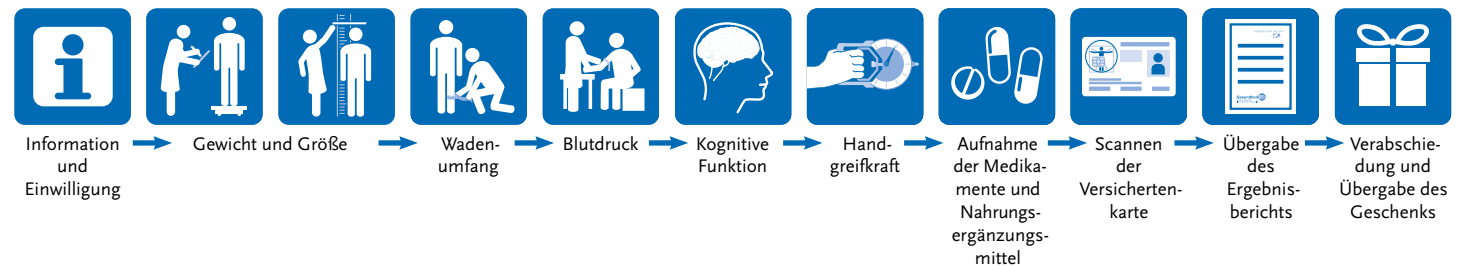 Information
und
Einwilligung
Gewicht und Größe
Waden-
umfang
Blutdruck
Kognitive
Funktion
Hand-
greifkraft
Aufnahme
der Medika-
mente und
Nahrungs-
ergänzungs-
mittel
Scannen
der
Versicherten-
karte
Übergabe
des
Ergebnis-
berichts
Gesundheit
Verabschie-
dung und
Übergabe des
Geschenks